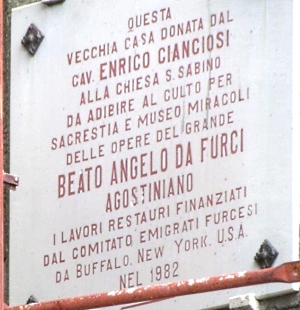 QUESTA
VECCHIA CASA DONATA DAL
CAV. ENRICO CIANCIOSI
ALLA CHIESA S. SABINO
DA ADIBIRE AL CULTO PER
SACRESTIA E MUSEO MIRACOLI
DELLE OPERE DEL GRANDE
BEATO ANGELO DA FURCI
AGOSTINIANO
I LAVORI RESTAURI FINANZIATI
DAL COMITATO EMIGRATI FURCESI
DA BUFFALO. NEW YORK. U.S.A.
NEL 1982